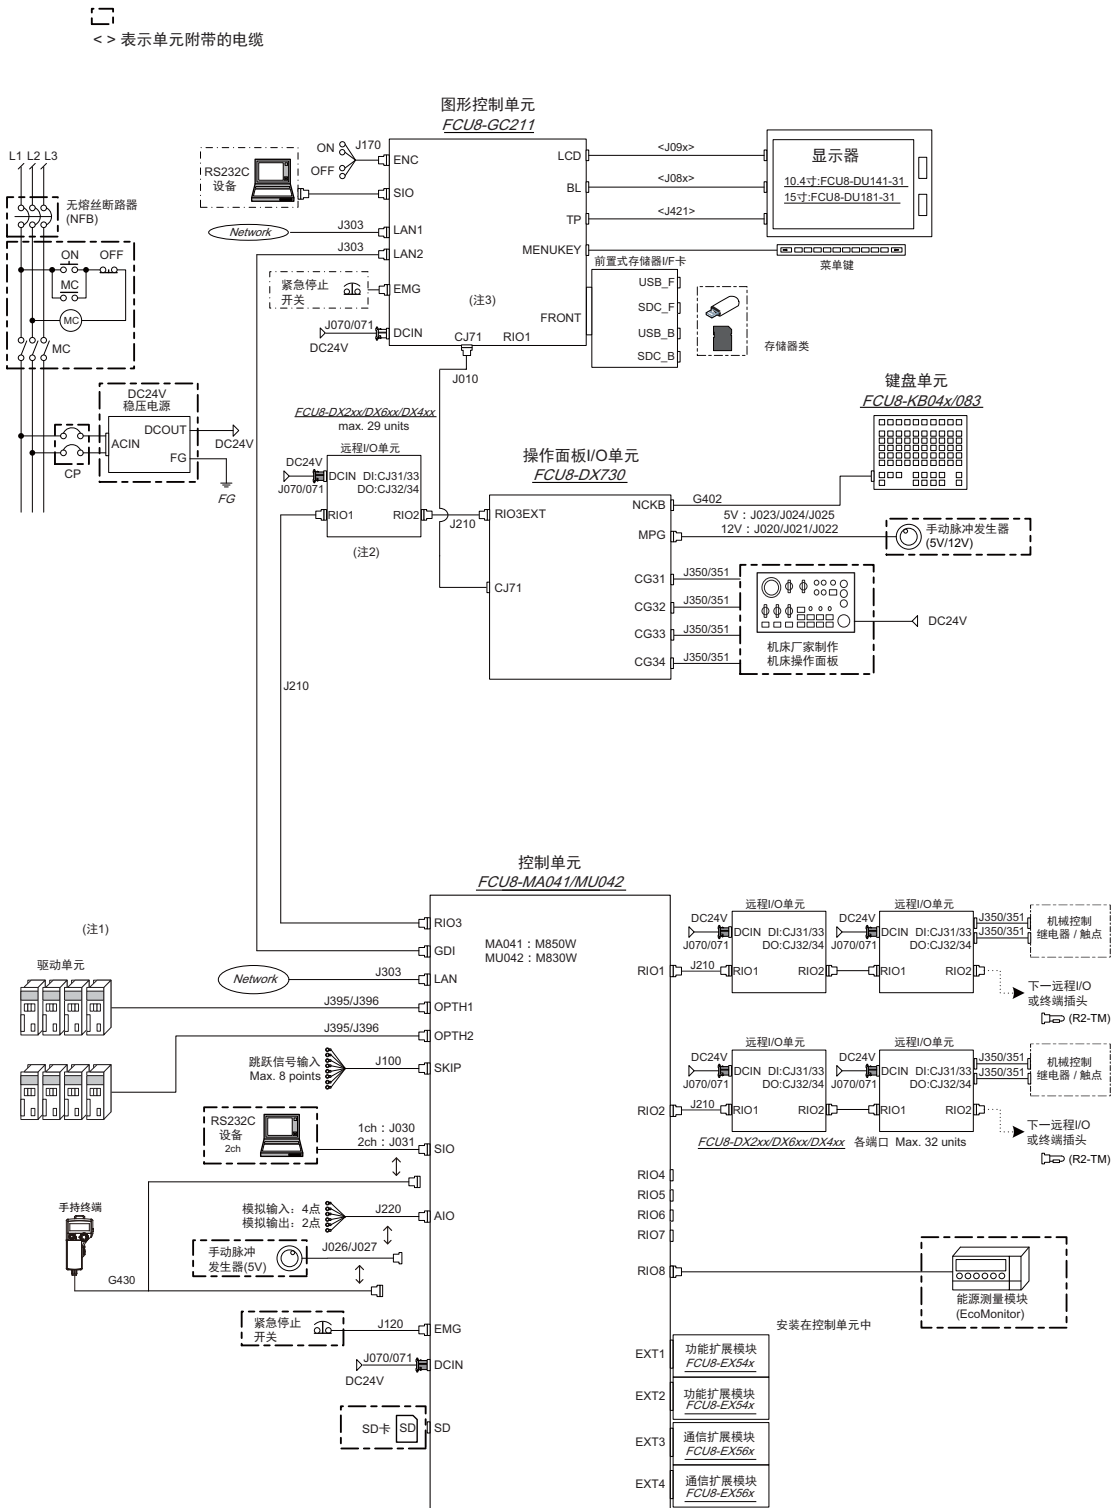 < > 表示单元附带的电缆
图形控制单元
FCU8-GC211
L1 L2 L3
无熔丝断路器
(NFB)
ON OFF
MC
MC
MC
DC24V
稳压电源
DCOUT
ACIN
FG
DC24V
CP
FG
RS232C
设备
ON J170
OFF
ENC
SIO
Network J303 LAN1
J303 LAN2
紧急停止
开关
EMG
J070/071 DCIN
DC24V
(注3)
CJ71 RIO1
J010
LCD <J09x>
BL <J08x>
TP <J421>
MENUKEY
FRONT
显示器
10.4寸:FCU8-DU141-31
15寸:FCU8-DU181-31
菜单键
前置式存储器I/F卡
USB_F
SDC_F
USB_B
SDC_B
存储器类
键盘单元
FCU8-KB04x/083
FCU8-DX2xx/DX6xx/DX4xx
max. 29 units
远程I/O单元
DC24V
DCIN DI:CJ31/33
DO:CJ32/34
J070/071
RIO1 RIO2
J210
(注2)
操作面板I/O单元
FCU8-DX730
RIO3EXT
CJ71
NCKB G402
5V：J023/J024/J025
MPG 12V：J020/J021/J022
手动脉冲发生器
(5V/12V)
CG31 J350/351
CG32 J350/351
CG33 J350/351
CG34 J350/351
机床厂家制作
机床操作面板
DC24V
J210
控制单元
FCU8-MA041/MU042
MA041：M850W
MU042：M830W
(注1)
驱动单元
RIO3
GDI
Network J303 LAN
J395/J396 OPTH1
J395/J396 OPTH2
跳跃信号输入
Max. 8 points
J100 SKIP
RS232C
设备
2ch
1ch：J030
2ch：J031
SIO
手持终端
模拟输入：4点
模拟输出：2点
J220 AIO
手动脉冲
发生器(5V)
J026/J027
G430
紧急停止
开关
J120 EMG
J070/071 DCIN
DC24V
SD卡 SD SD
远程I/O单元 远程I/O单元
DC24V DC24V
DCIN DI:CJ31/33 DCIN DI:CJ31/33
DO:CJ32/34 DO:CJ32/34
J070/071 J070/071
J350/351
J350/351
机械控制
继电器 / 触点
RIO1 J210 RIO1 RIO2 RIO1 RIO2
下一远程I/O
或终端插头
(R2-TM)
远程I/O单元 远程I/O单元
DC24V DC24V
DCIN DI:CJ31/33 DCIN DI:CJ31/33
DO:CJ32/34 DO:CJ32/34
J070/071 J070/071
J350/351
J350/351
机械控制
继电器 / 触点
RIO2 J210 RIO1 RIO2 RIO1 RIO2
下一远程I/O
或终端插头
(R2-TM)
FCU8-DX2xx/DX6xx/DX4xx 各端口 Max. 32 units
RIO4
RIO5
RIO6
RIO7
RIO8
能源测量模块
(EcoMonitor)
安装在控制单元中
EXT1 功能扩展模块
FCU8-EX54x
EXT2 功能扩展模块
FCU8-EX54x
EXT3 通信扩展模块
FCU8-EX56x
EXT4 通信扩展模块
FCU8-EX56x